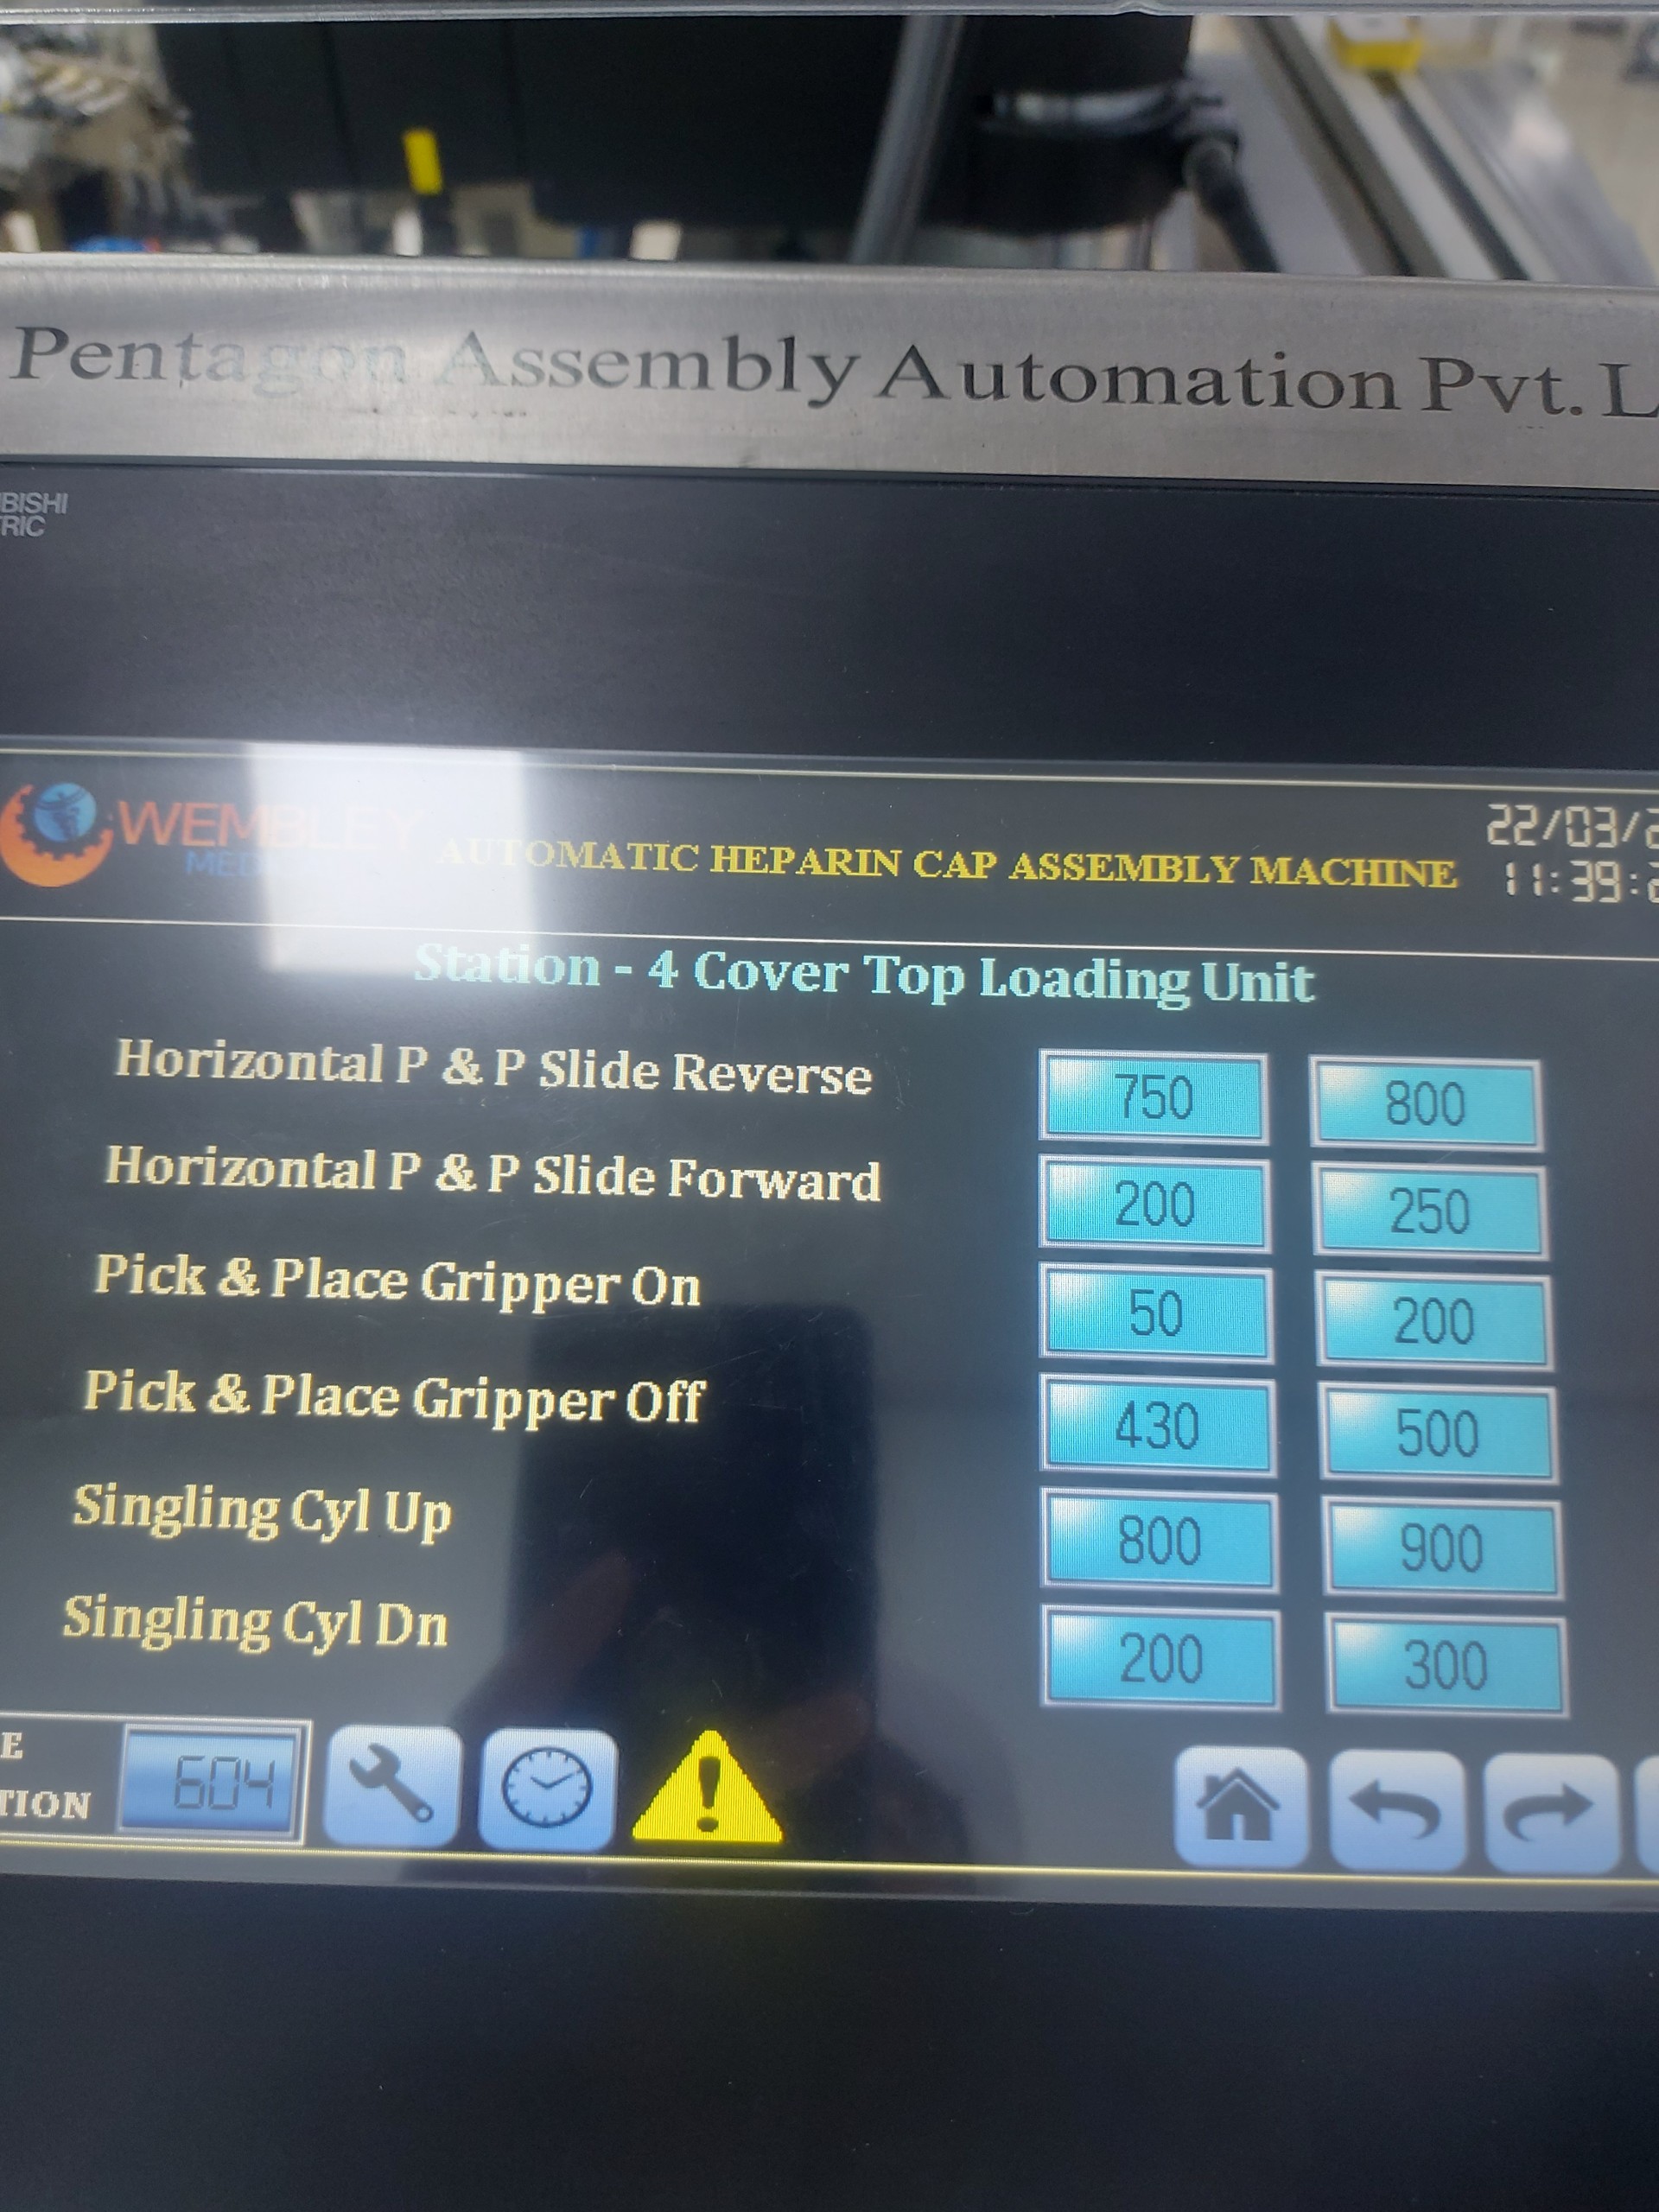 Pentagon Assembly Automation Pvt. L
BISHI
RIC
WEMBLEY
AUTOMATIC HEPARIN CAP ASSEMBLY MACHINE
22/03/2
11:39:2
Station - 4 Cover Top Loading Unit
Horizontal P & P Slide Reverse 750 800
Horizontal P & P Slide Forward 200 250
Pick & Place Gripper On 50 200
Pick & Place Gripper Off 430 500
Singling Cyl Up 800 900
Singling Cyl Dn 200 300
E
TION 604